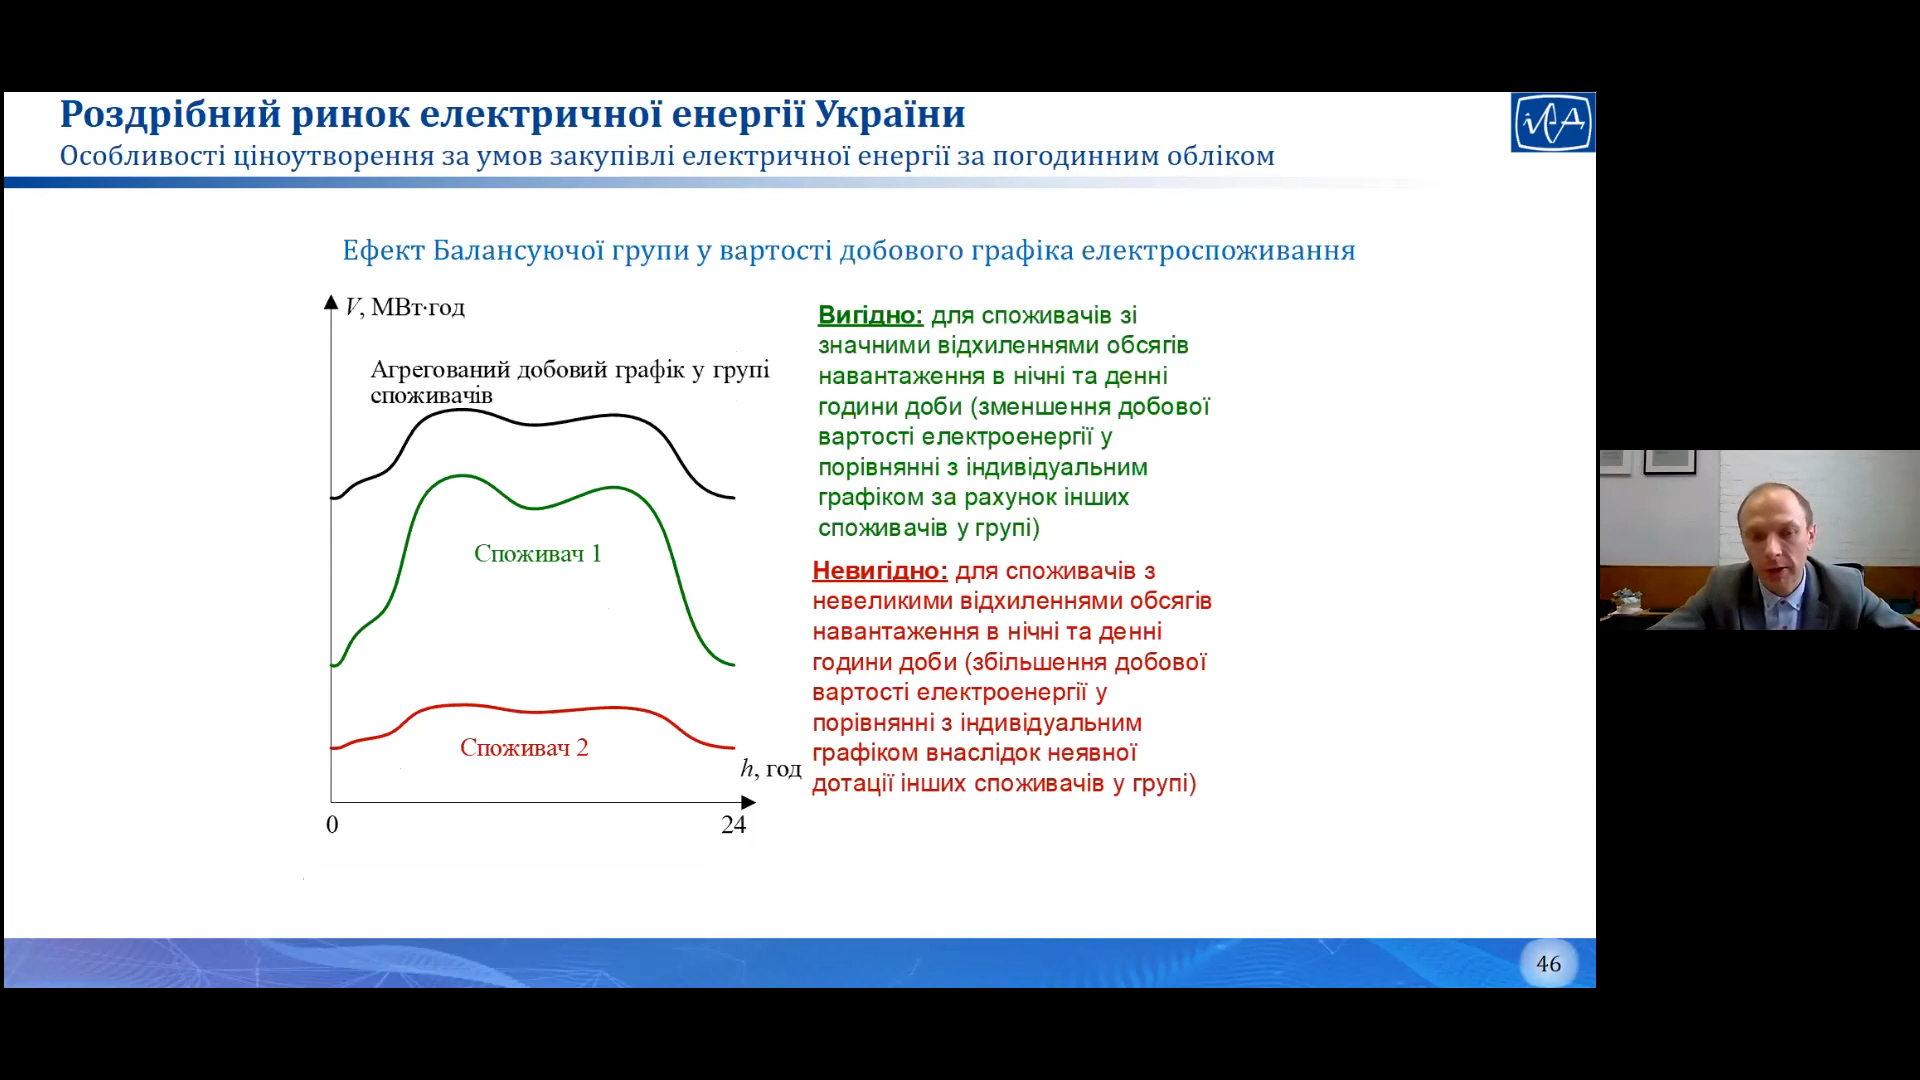 Роздрібний ринок електричної енергії України
Особливості ціноутворення за умов закупівлі електричної енергії за погодинним обліком
ІЕД
Ефект Балансуючої групи у вартості добового графіка електроспоживання
V, МВт·год
Агрегований добовий графік у групі
споживачів
Споживач 1
Споживач 2
h, год
0
24
Вигідно: для споживачів зі
значними відхиленнями обсягів
навантаження в нічні та денні
години доби (зменшення добової
вартості електроенергії у
порівнянні з індивідуальним
графіком за рахунок інших
споживачів у групі)
Невигідно: для споживачів з
невеликими відхиленнями обсягів
навантаження в нічні та денні
години доби (збільшення добової
вартості електроенергії у
порівнянні з індивідуальним
графіком внаслідок неявної
дотації інших споживачів у групі)
46